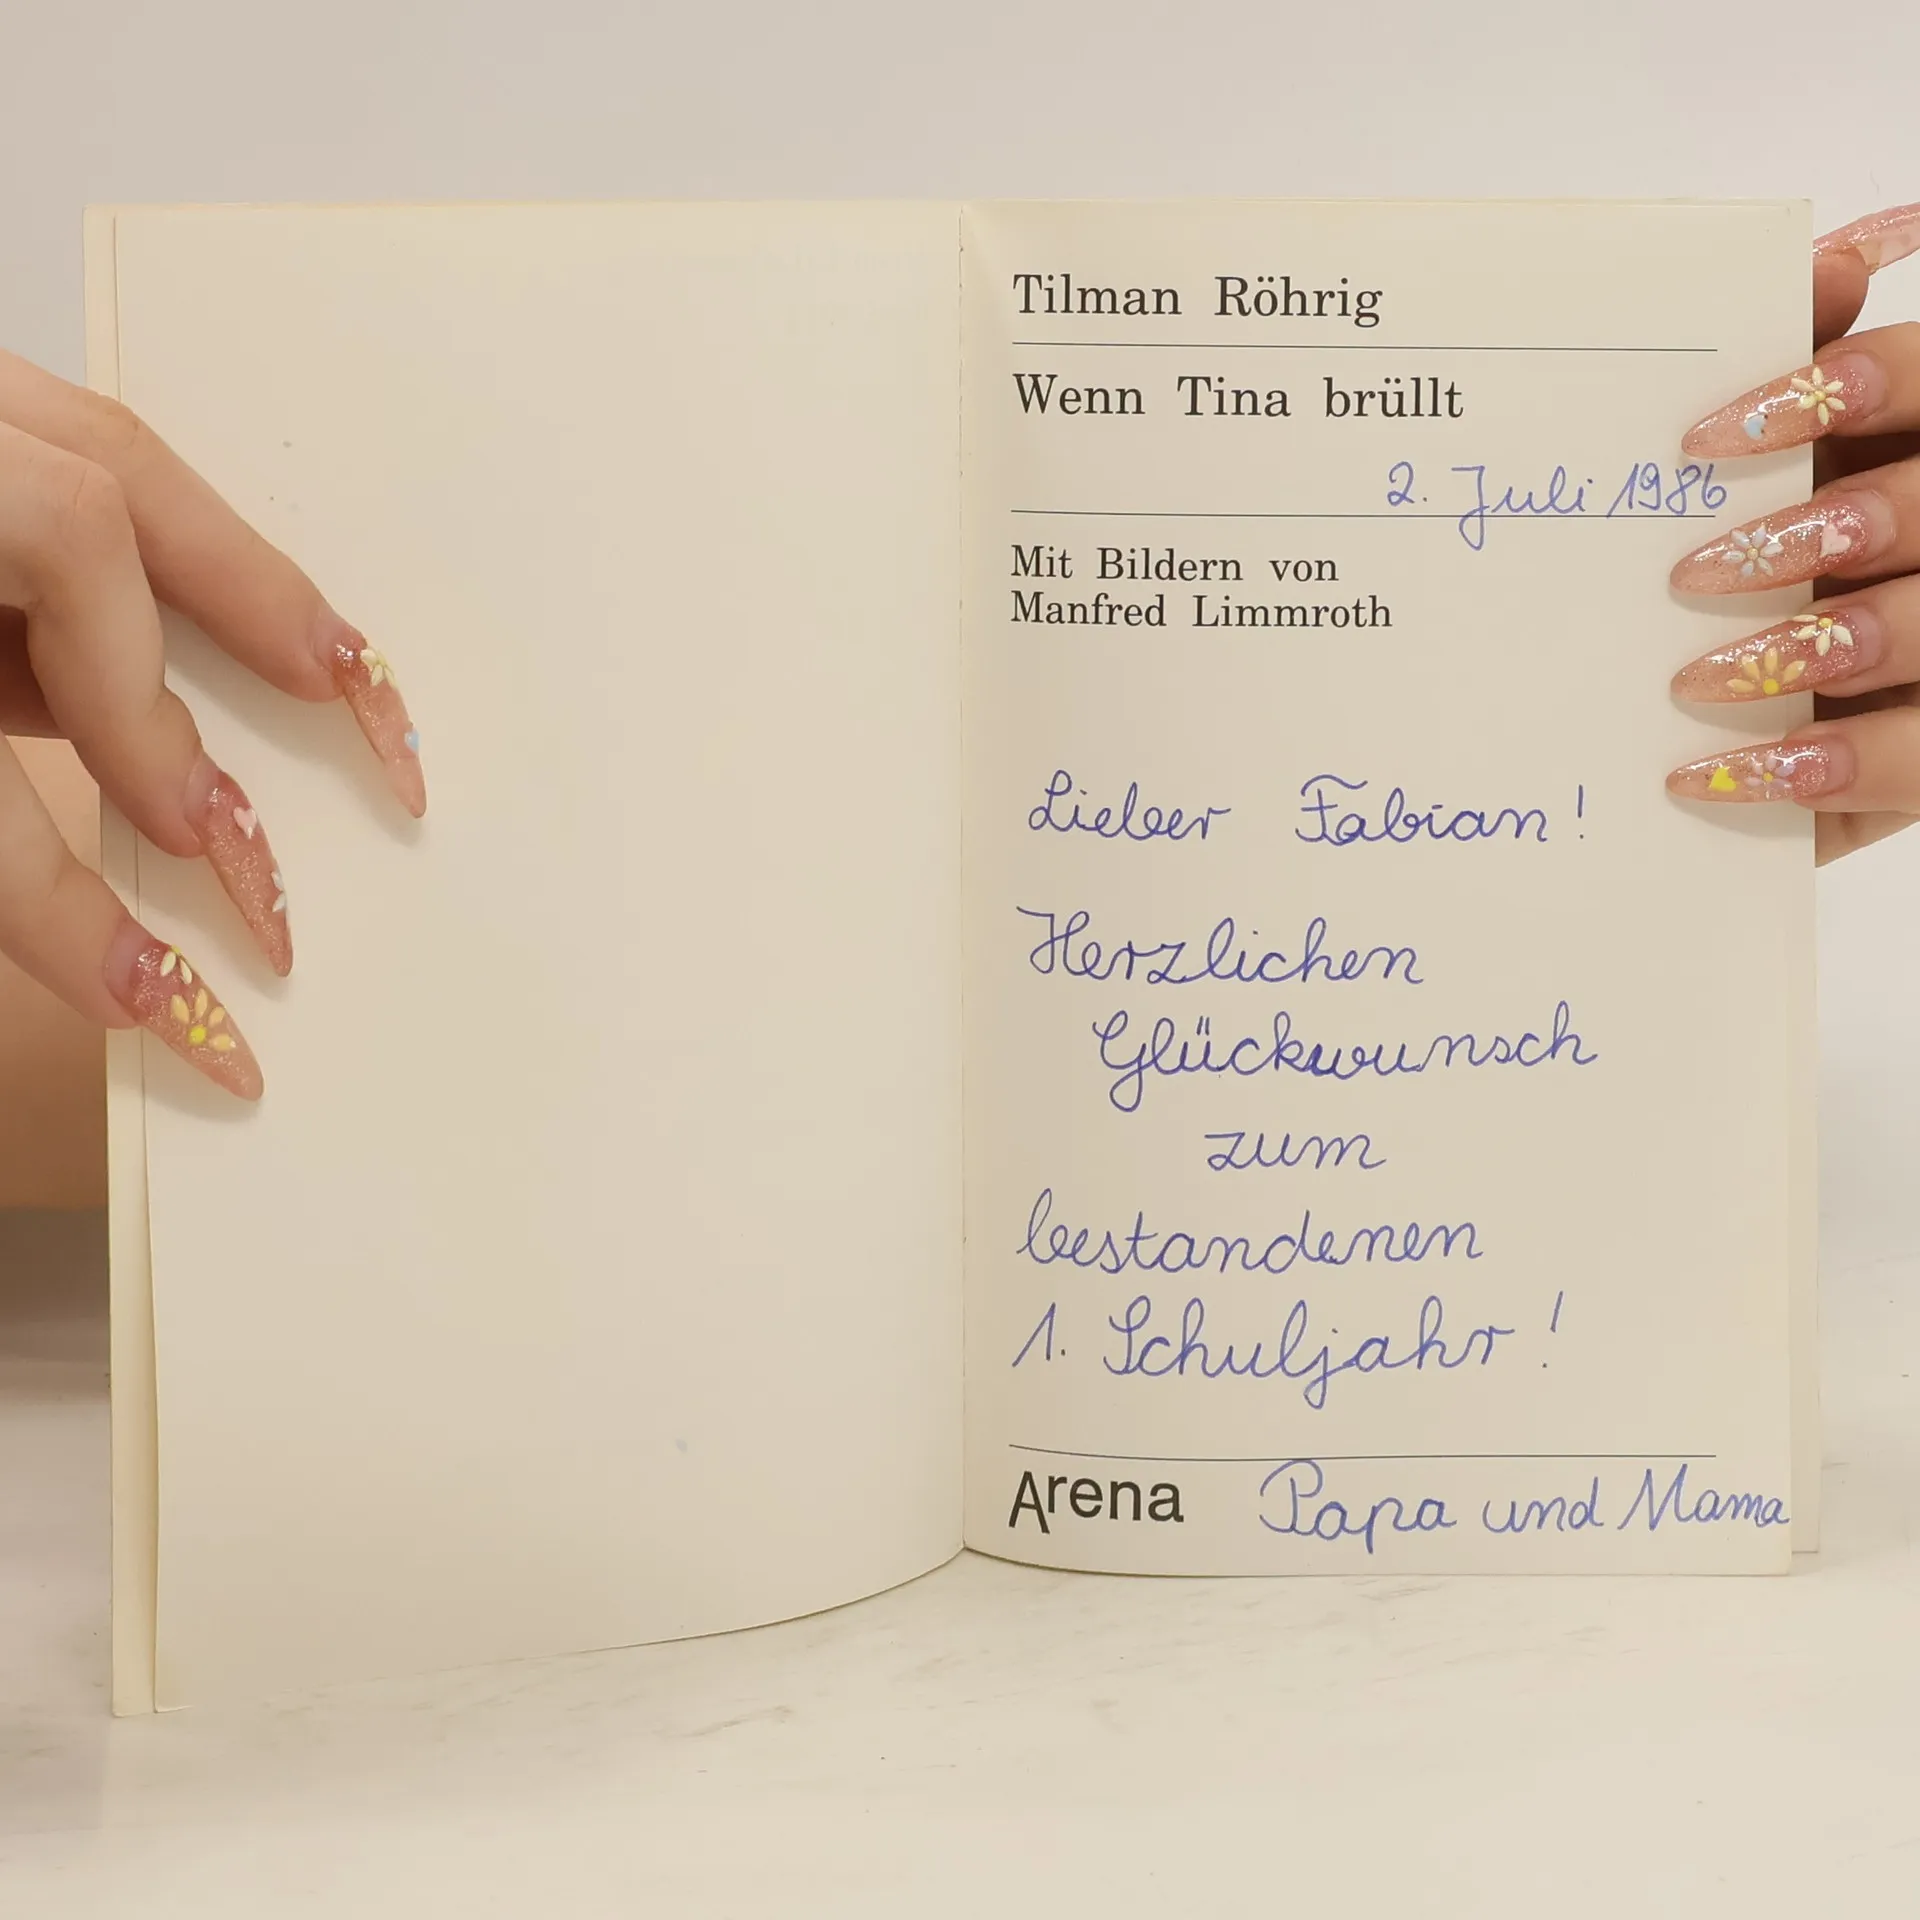 Tilman Röhrig
Wenn Tina brüllt
2. Juli 1986
Mit Bildern von
Manfred Limmroth
Lieber Fabian!
Herzlichen
Glückwunsch
zum
bestandenen
1. Schuljahr!
Arena Papa und Mama